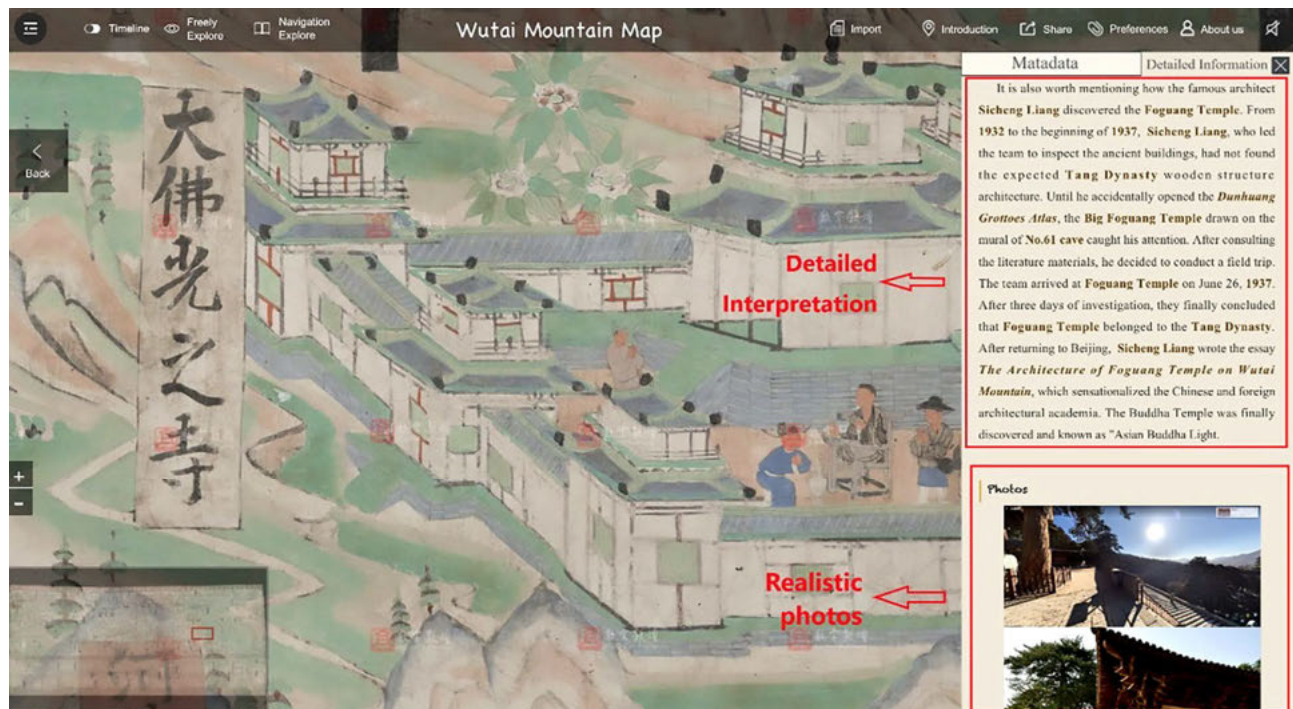 Timeline
Freely
Explore
Navigation
Explore
Wutai Mountain Map
Import
Introduction
Share
Preferences
About us
Back
大佛光之寺
+
-
Detailed
Interpretation
Realistic
photos
Matadata
Detailed Information
It is also worth mentioning how the famous architect
Sicheng Liang discovered the Foguang Temple. From
1932 to the beginning of 1937, Sicheng Liang, who led
the team to inspect the ancient buildings, had not found
the expected Tang Dynasty wooden structure
architecture. Until he accidentally opened the Dunhuang
Grottoes Atlas, the Big Foguang Temple drawn on the
mural of No.61 cave caught his attention. After consulting
the literature materials, he decided to conduct a field trip.
The team arrived at Foguang Temple on June 26, 1937.
After three days of investigation, they finally concluded
that Foguang Temple belonged to the Tang Dynasty.
After returning to Beijing, Sicheng Liang wrote the essay
The Architecture of Foguang Temple on Wutai
Mountain, which sensationalized the Chinese and foreign
architectural academia. The Buddha Temple was finally
discovered and known as "Asian Buddha Light.
Photos